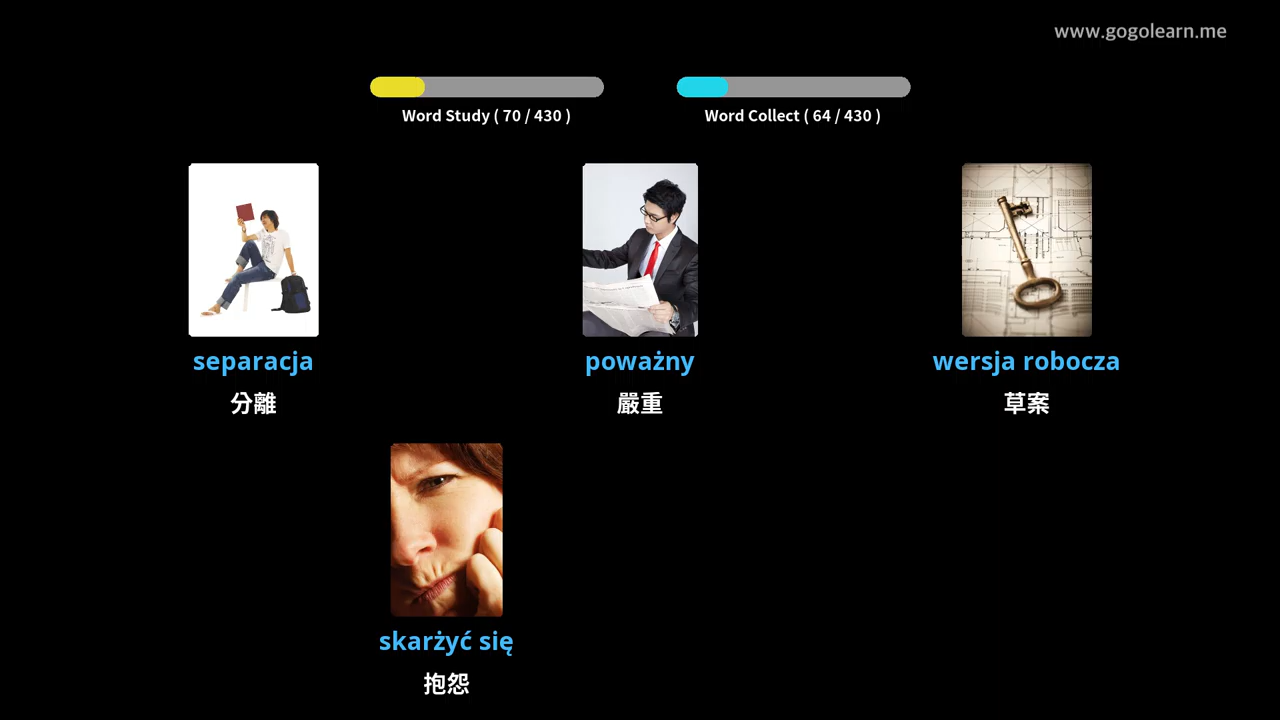 www.gogolearn.me
Word Study ( 70 / 430 )
Word Collect ( 64 / 430 )
separacja
分離
poważny
嚴重
wersja robocza
草案
skarżyć się
抱怨